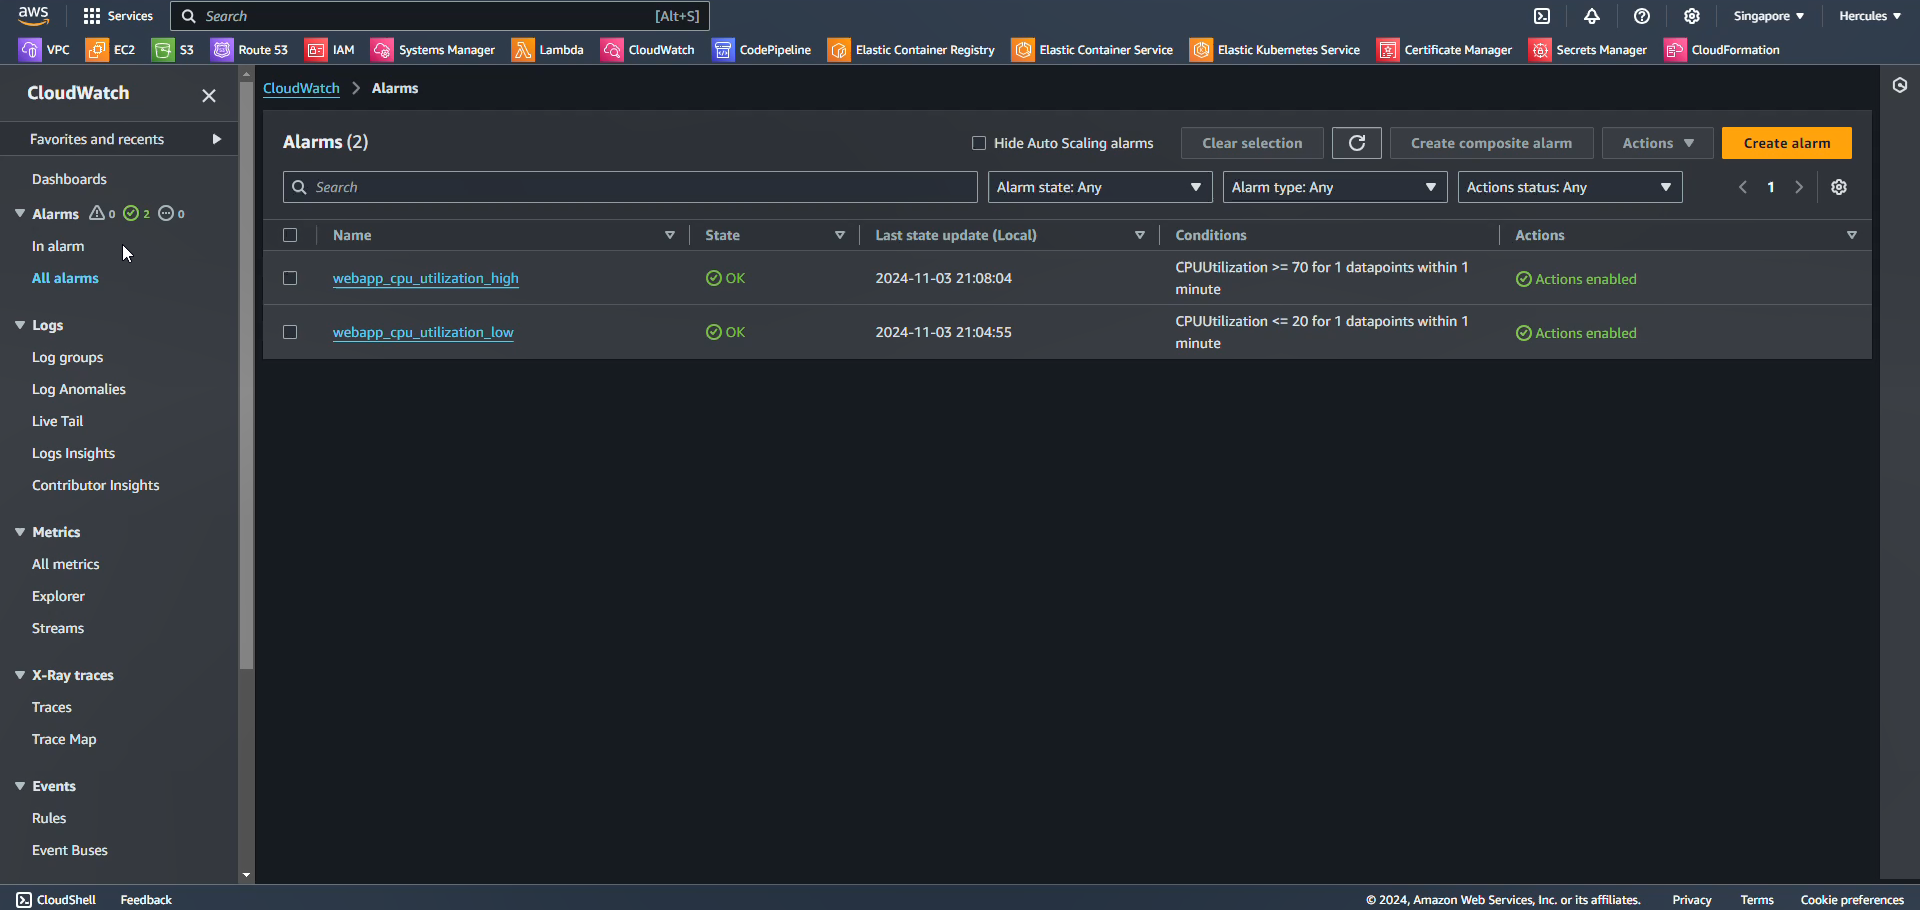 aws
Services
Search
[Alt+S]
Singapore
Hercules
VPC
EC2
S3
Route 53
IAM
Systems Manager
Lambda
CloudWatch
CodePipeline
Elastic Container Registry
Elastic Container Service
Elastic Kubernetes Service
Certificate Manager
Secrets Manager
CloudFormation
CloudWatch
Favorites and recents
Dashboards
Alarms 0 2 0
In alarm
All alarms
Logs
Log groups
Log Anomalies
Live Tail
Logs Insights
Contributor Insights
Metrics
All metrics
Explorer
Streams
X-Ray traces
Traces
Trace Map
Events
Rules
Event Buses
CloudWatch > Alarms
Alarms (2)
Hide Auto Scaling alarms
Clear selection
Create composite alarm
Actions
Create alarm
Search
Alarm state: Any
Alarm type: Any
Actions status: Any
1
Name
State
Last state update (Local)
Conditions
Actions
webapp_cpu_utilization_high
OK
2024-11-03 21:08:04
CPUUtilization >= 70 for 1 datapoints within 1
minute
Actions enabled
webapp_cpu_utilization_low
OK
2024-11-03 21:04:55
CPUUtilization <= 20 for 1 datapoints within 1
minute
Actions enabled
CloudShell
Feedback
© 2024, Amazon Web Services, Inc. or its affiliates.
Privacy
Terms
Cookie preferences